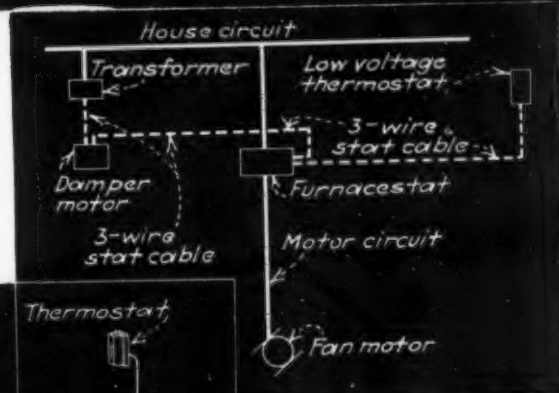 House circuit
Transformer
Low voltage
thermostat
3-wire
stat cable
Damper
motor
Furnacestat
3-wire
stat cable
Motor circuit
Thermostat
Fan motor